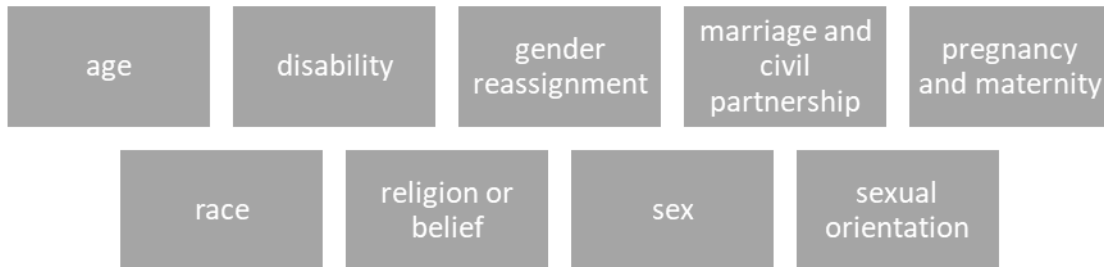 age
disability
gender
reassignment
marriage and
civil
partnership
pregnancy
and maternity
race
religion or
belief
sex
sexual
orientation